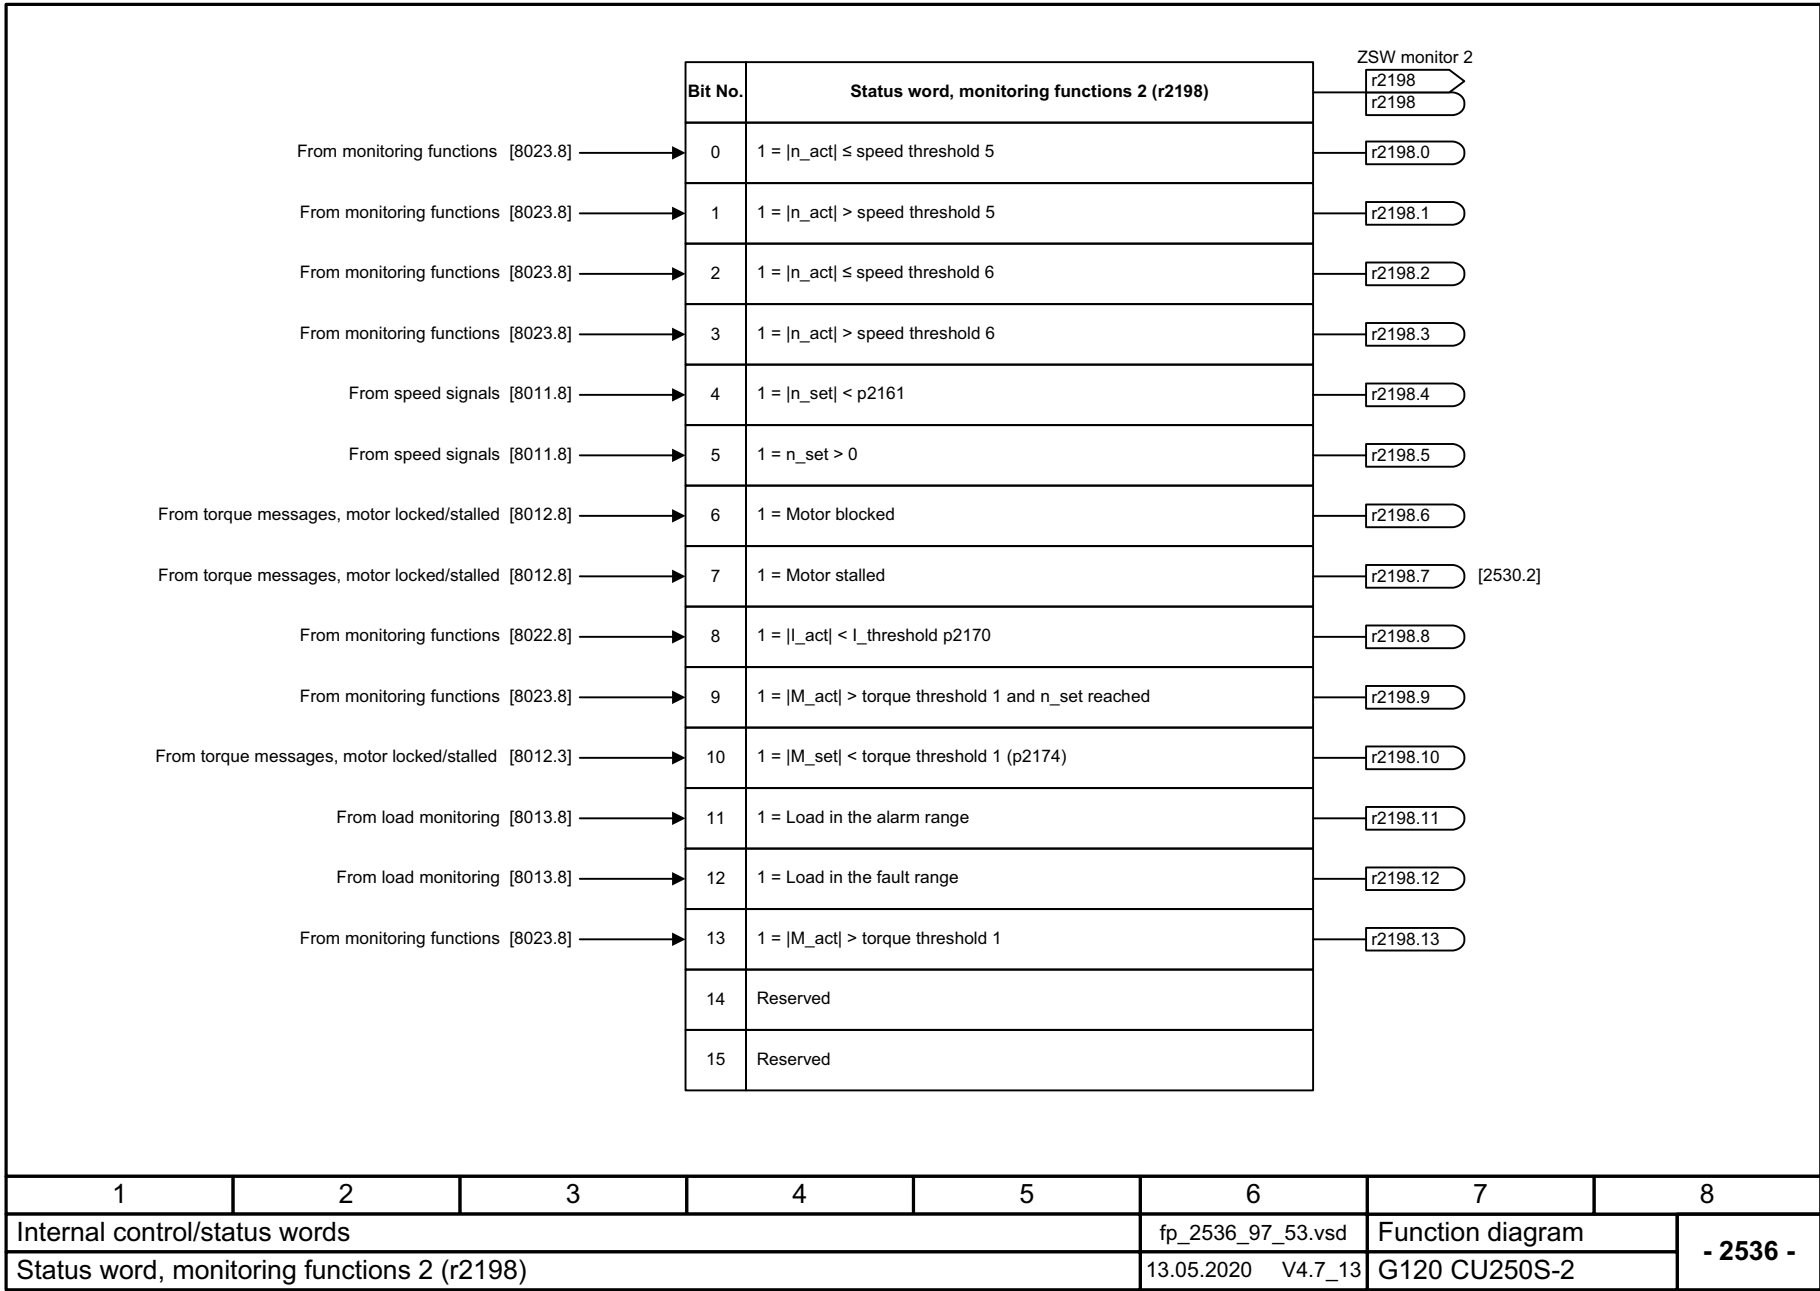 ZSW monitor 2
Bit No. Status word, monitoring functions 2 (r2198) r2198
r2198
From monitoring functions [8023.8] 0 1 = |n_act| ≤ speed threshold 5 r2198.0
From monitoring functions [8023.8] 1 1 = |n_act| > speed threshold 5 r2198.1
From monitoring functions [8023.8] 2 1 = |n_act| ≤ speed threshold 6 r2198.2
From monitoring functions [8023.8] 3 1 = |n_act| > speed threshold 6 r2198.3
From speed signals [8011.8] 4 1 = |n_set| < p2161 r2198.4
From speed signals [8011.8] 5 1 = n_set > 0 r2198.5
From torque messages, motor locked/stalled [8012.8] 6 1 = Motor blocked r2198.6
From torque messages, motor locked/stalled [8012.8] 7 1 = Motor stalled r2198.7 [2530.2]
From monitoring functions [8022.8] 8 1 = |I_act| < I_threshold p2170 r2198.8
From monitoring functions [8023.8] 9 1 = |M_act| > torque threshold 1 and n_set reached r2198.9
From torque messages, motor locked/stalled [8012.3] 10 1 = |M_set| < torque threshold 1 (p2174) r2198.10
From load monitoring [8013.8] 11 1 = Load in the alarm range r2198.11
From load monitoring [8013.8] 12 1 = Load in the fault range r2198.12
From monitoring functions [8023.8] 13 1 = |M_act| > torque threshold 1 r2198.13
14 Reserved
15 Reserved
1 2 3 4 5 6 7 8
Internal control/status words fp_2536_97_53.vsd Function diagram - 2536 -
Status word, monitoring functions 2 (r2198) 13.05.2020 V4.7_13 G120 CU250S-2